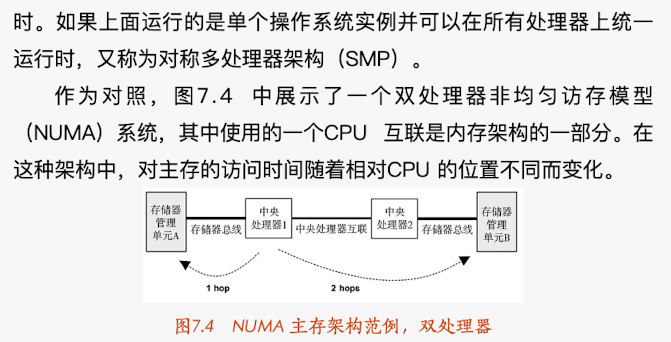 时。如果上面运行的是单个操作系统实例并可以在所有处理器上统一
运行时，又称为对称多处理器架构（SMP）。
作为对照，图7.4 中展示了一个双处理器非均匀访存模型
（NUMA）系统，其中使用的一个CPU 互联是内存架构的一部分。在
这种架构中，对主存的访问时间随着相对CPU 的位置不同而变化。
存储器
管理
单元A
存储器总线
中央
处理器1
中央处理器互联
中央
处理器2
存储器总线
存储器
管理
单元B
1 hop
2 hops
图7.4 NUMA 主存架构范例，双处理器